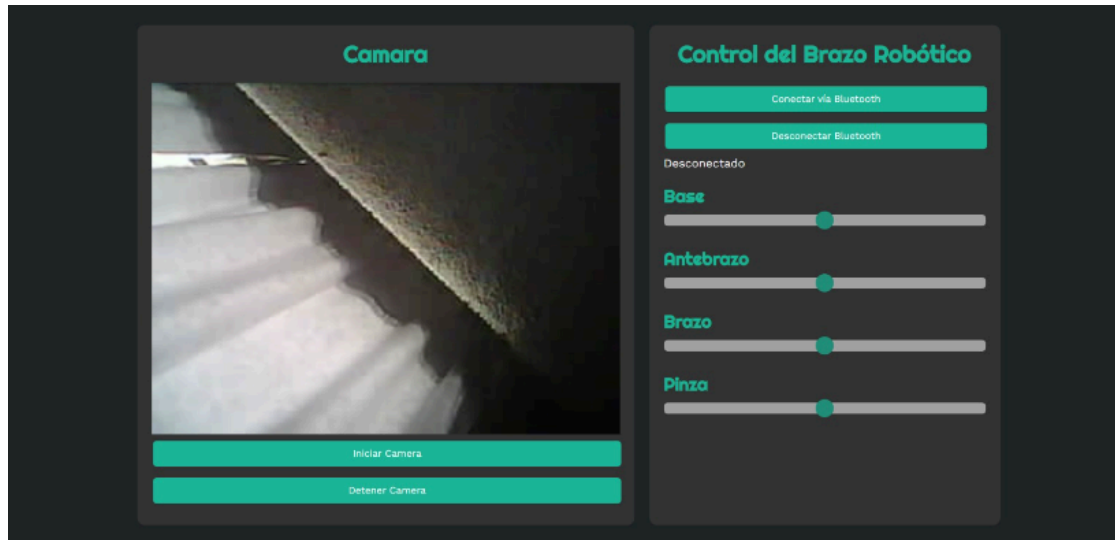 Camara
Iniciar Camera
Detener Camera
Control del Brazo Robótico
Conectar vía Bluetooth
Desconectar Bluetooth
Desconectado
Base
Antebrazo
Brazo
Pinza